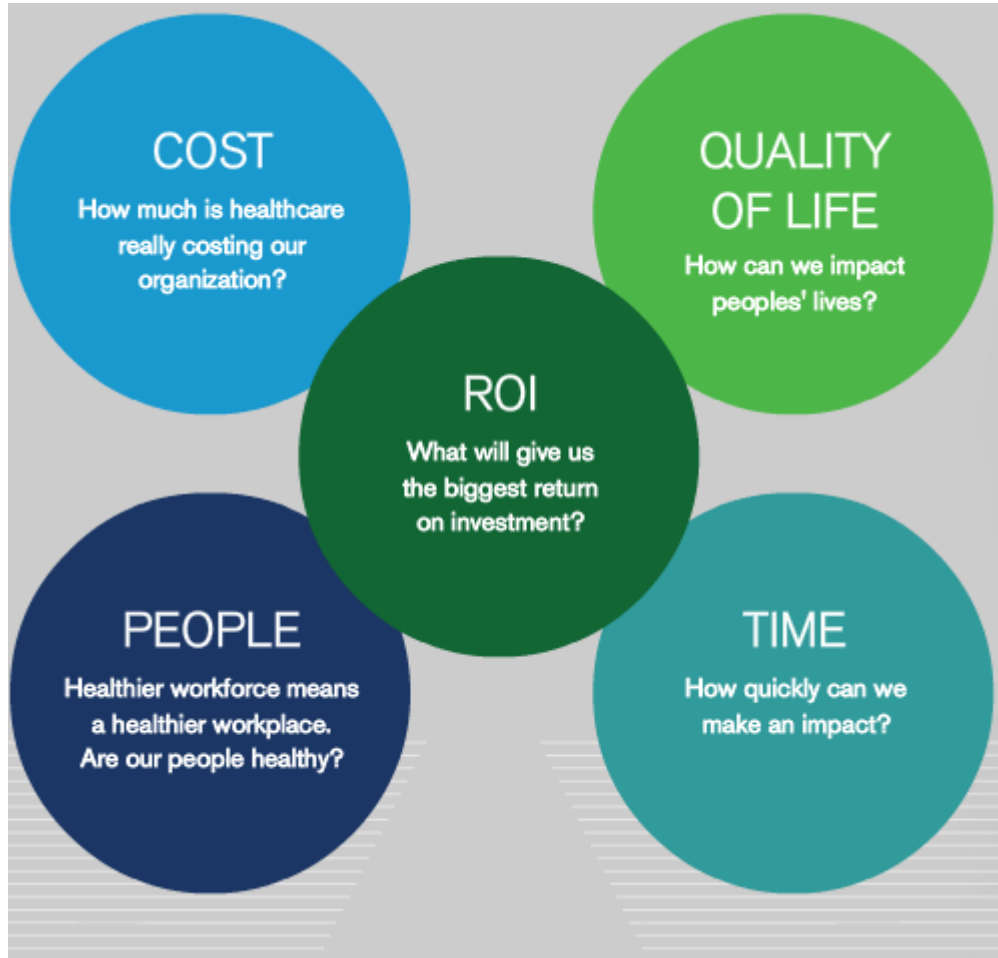 COST
How much is healthcare
really costing our
organization?
QUALITY
OF LIFE
How can we impact
peoples' lives?
ROI
What will give us
the biggest return
on investment?
PEOPLE
Healthier workforce means
a healthier workplace.
Are our people healthy?
TIME
How quickly can we
make an impact?